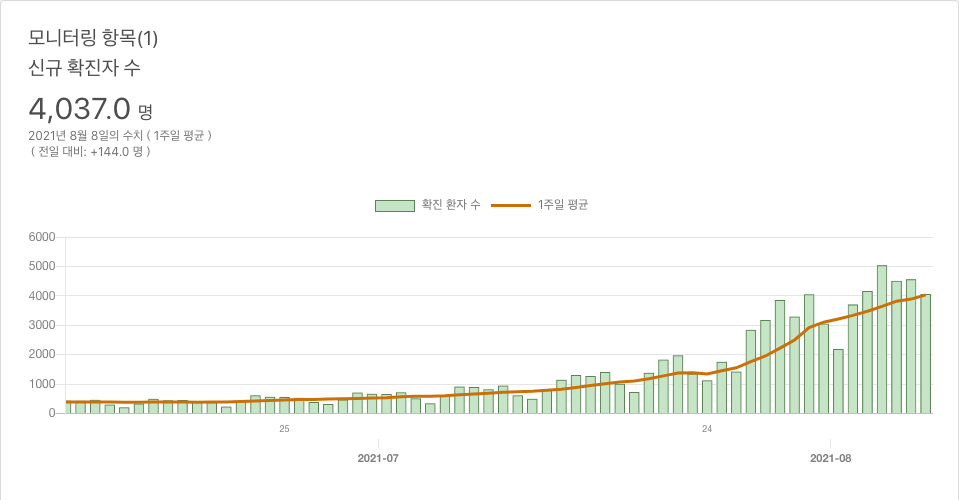 모니터링 항목(1)
신규 확진자 수
4,037.0 명
2021년 8월 8일의 수치 ( 1주일 평균 )
( 전일 대비: +144.0 명 )
확진 환자 수 1주일 평균
6000
5000
4000
3000
2000
1000
0
25 24
2021-07 2021-08